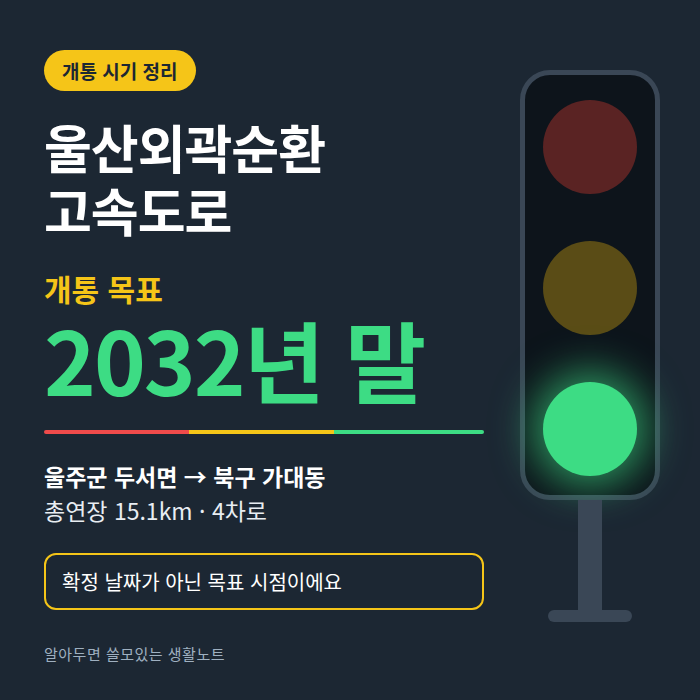 개통 시기 정리
울산외곽순환
고속도로
개통 목표
2032년 말
울주군 두서면 → 북구 가대동
총연장 15.1km · 4차로
확정 날짜가 아닌 목표 시점이에요
알아두면 쓸모있는 생활노트